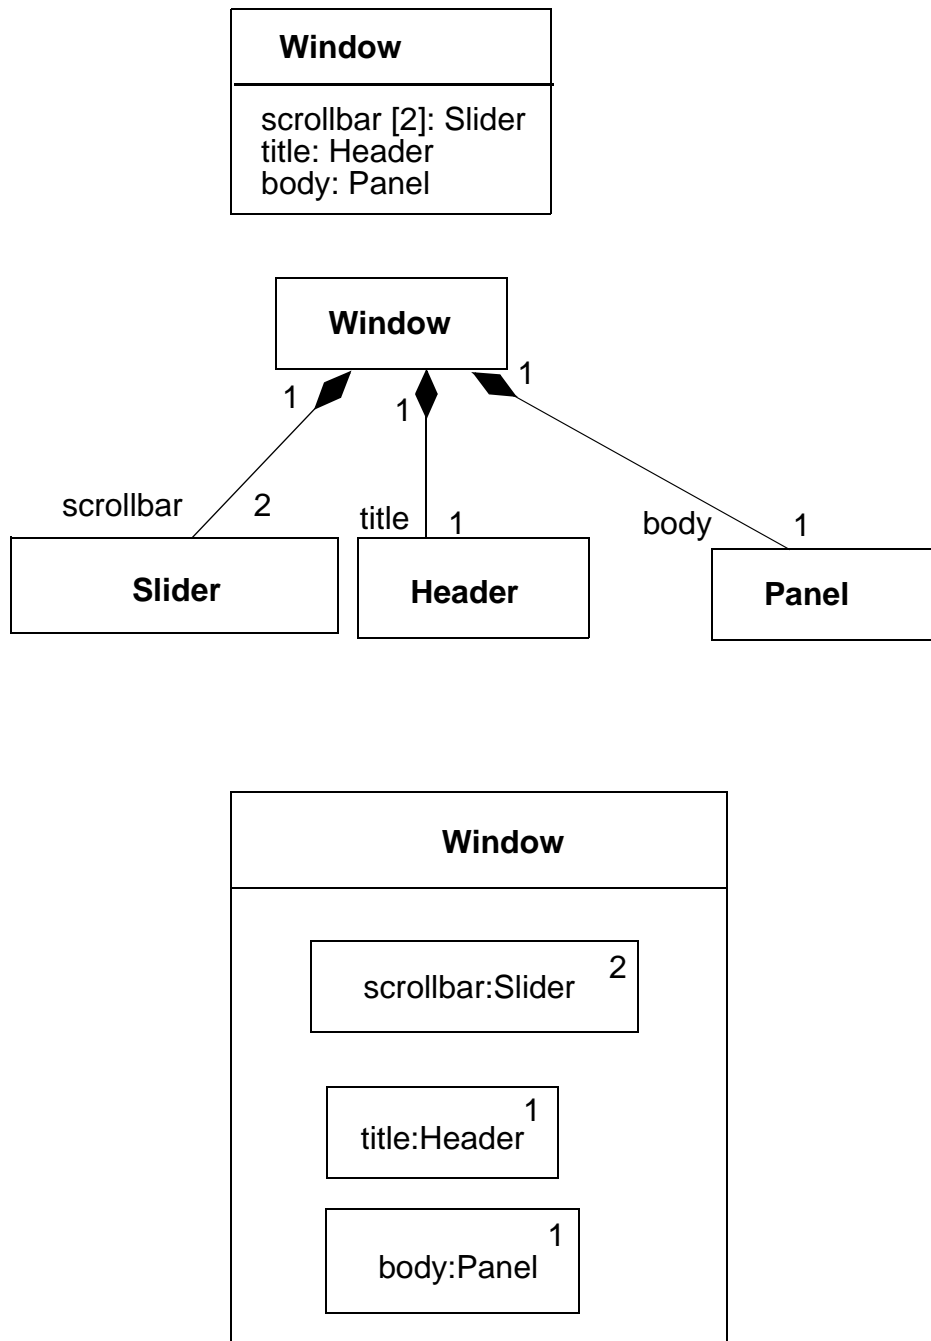 Window
scrollbar [2]: Slider
title: Header
body: Panel
Window
1
1
1
scrollbar
2
title
1
body
1
Slider
Header
Panel
Window
scrollbar:Slider
2
title:Header
1
body:Panel
1